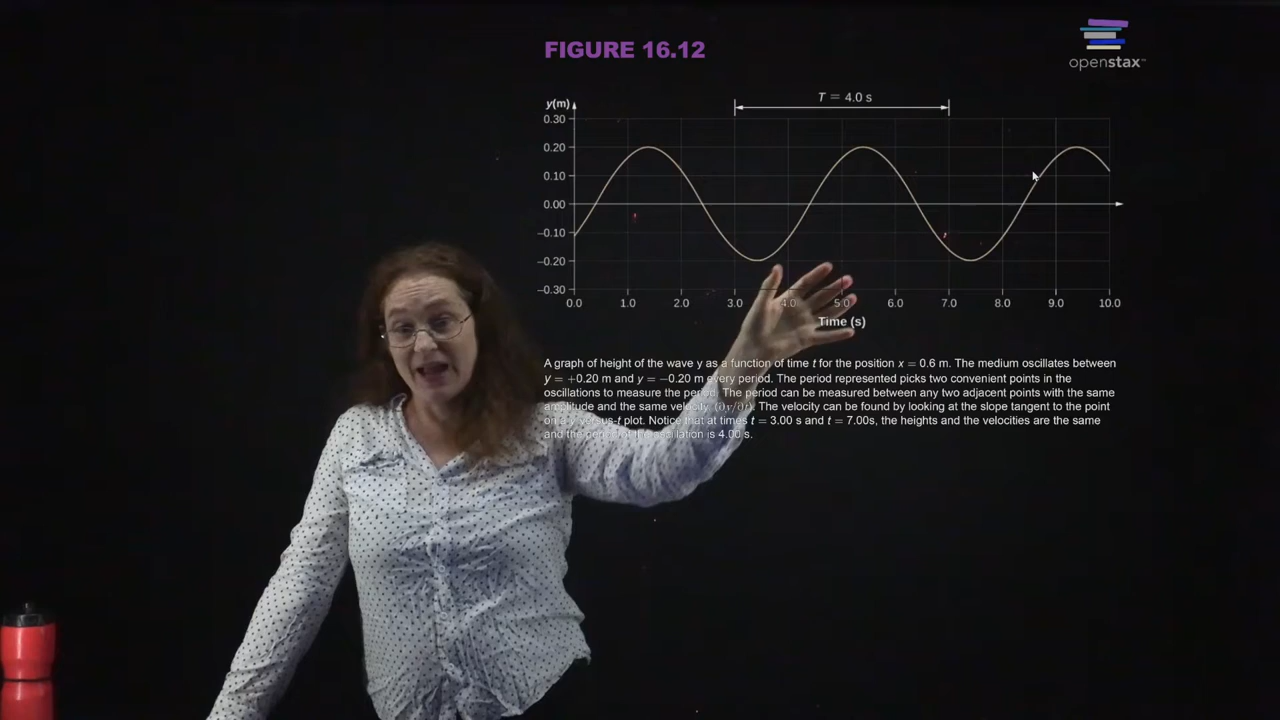 FIGURE 16.12
openstax™
T = 4.0 s
y(m)
0.30
0.20
0.10
0.00
–0.10
–0.20
–0.30
0.0 1.0 2.0 3.0 4.0 5.0 6.0 7.0 8.0 9.0 10.0
Time (s)
A graph of height of the wave y as a function of time t for the position x = 0.6 m. The medium oscillates between
y = +0.20 m and y = −0.20 m every period. The period represented picks two convenient points in the
oscillations to measure the period. The period can be measured between any two adjacent points with the same
amplitude and the same velocity, (∂y/∂t). The velocity can be found by looking at the slope tangent to the point
on a y-versus-t plot. Notice that at times t = 3.00 s and t = 7.00s, the heights and the velocities are the same
and the period of the oscillation is 4.00 s.